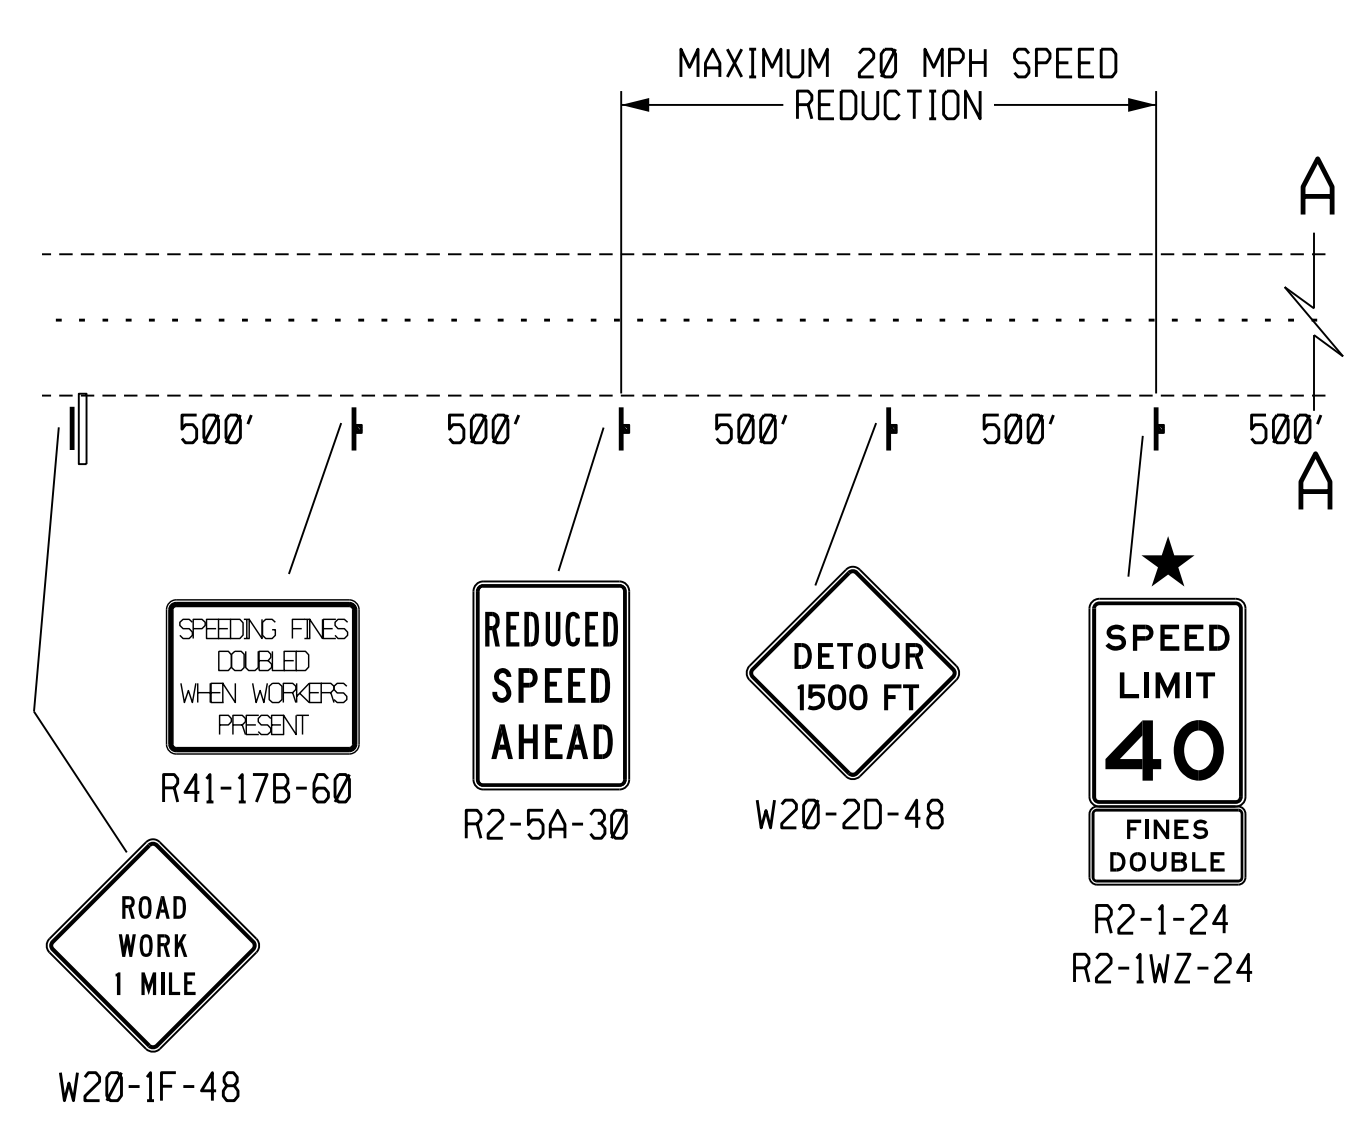 MAXIMUM 20 MPH SPEED
REDUCTION
A
500' 500' 500' 500' 500'
A
SPEEDING FINES
DOUBLED
WHEN WORKERS
PRESENT
R41-17B-60
REDUCED
SPEED
AHEAD
R2-5A-30
DETOUR
1500 FT
W20-2D-48
SPEED
LIMIT
40
FINES
DOUBLE
R2-1-24
R2-1WZ-24
ROAD
WORK
1 MILE
W20-1F-48